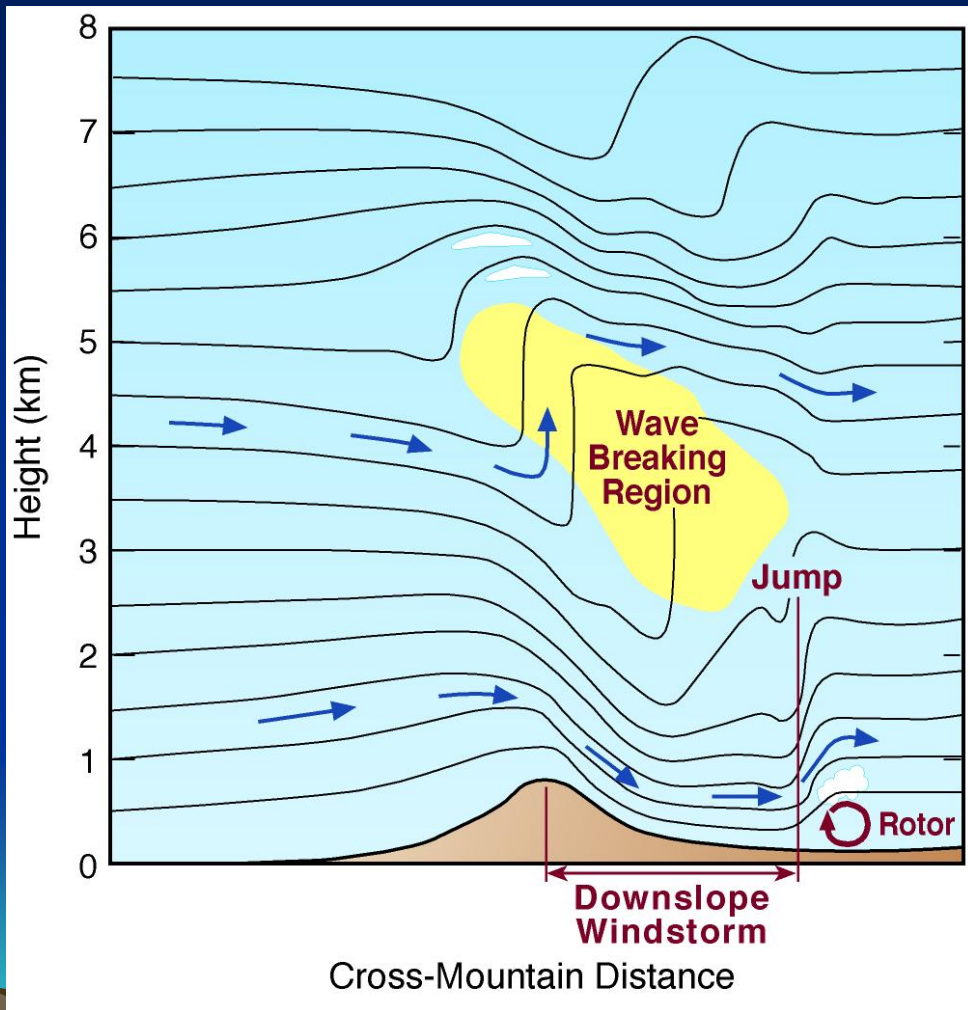 8
7
6
5
4
3
2
1
0
Height (km)
Wave
Breaking
Region
Jump
Rotor
Downslope
Windstorm
Cross-Mountain Distance